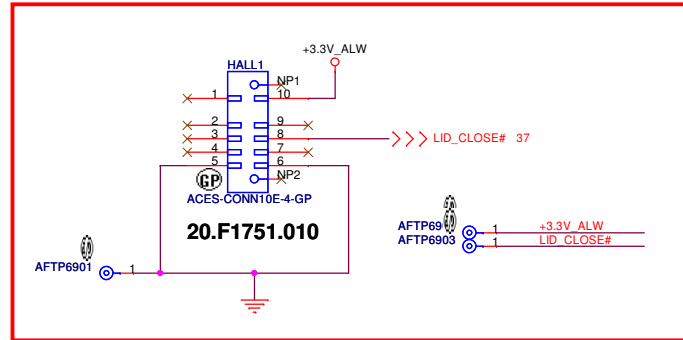 +3.3V_ALW
HALL1
NP1
1 10
2 9
3 8 LID_CLOSE# 37
4 7
5 6
NP2
GP
ACES-CONN10E-4-GP
20.F1751.010
AFTP6901 1
AFTP69 1 +3.3V_ALW
AFTP6903 1 LID_CLOSE#